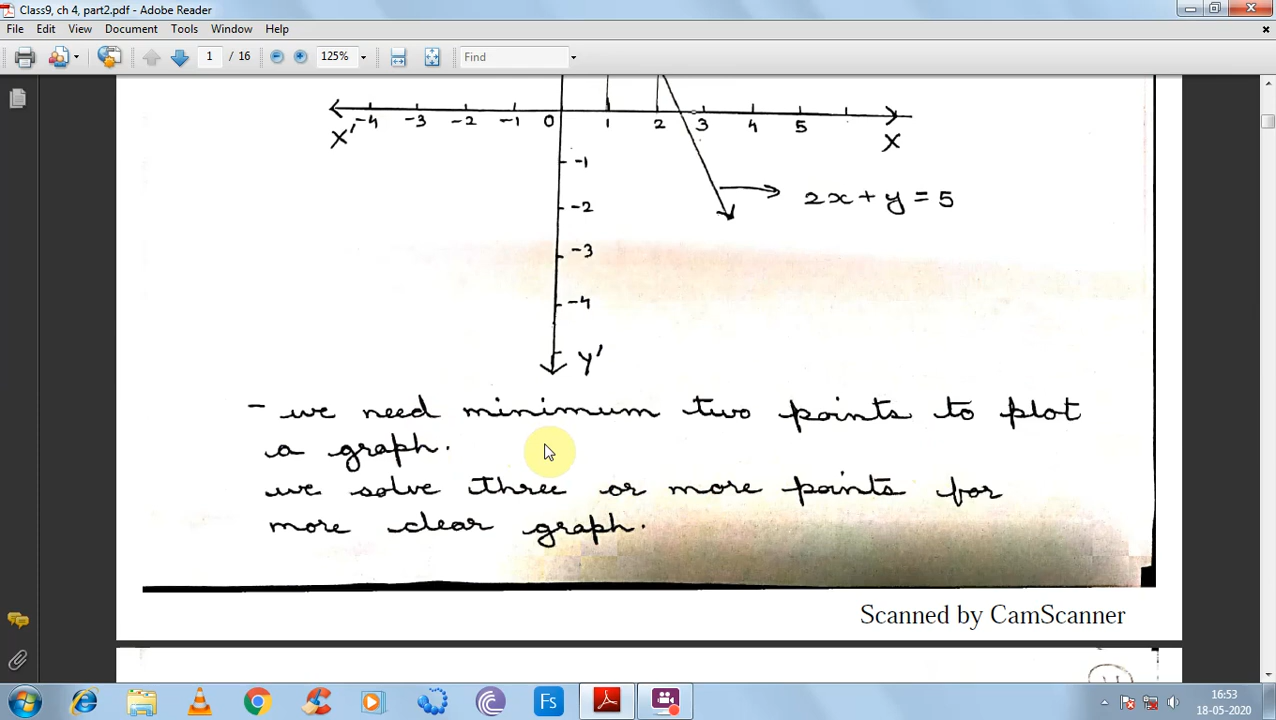 Class9, ch 4, part2.pdf - Adobe Reader
File Edit View Document Tools Window Help
1 / 16 125% Find
X' -4 -3 -2 -1 0 1 2 3 4 5 X
-1
2x + y = 5
-2
-3
-4
y'
- we need minimum two points to plot
a graph.
we solve three or more points for
more clear graph.
Scanned by CamScanner
Fs
16:53
18-05-2020